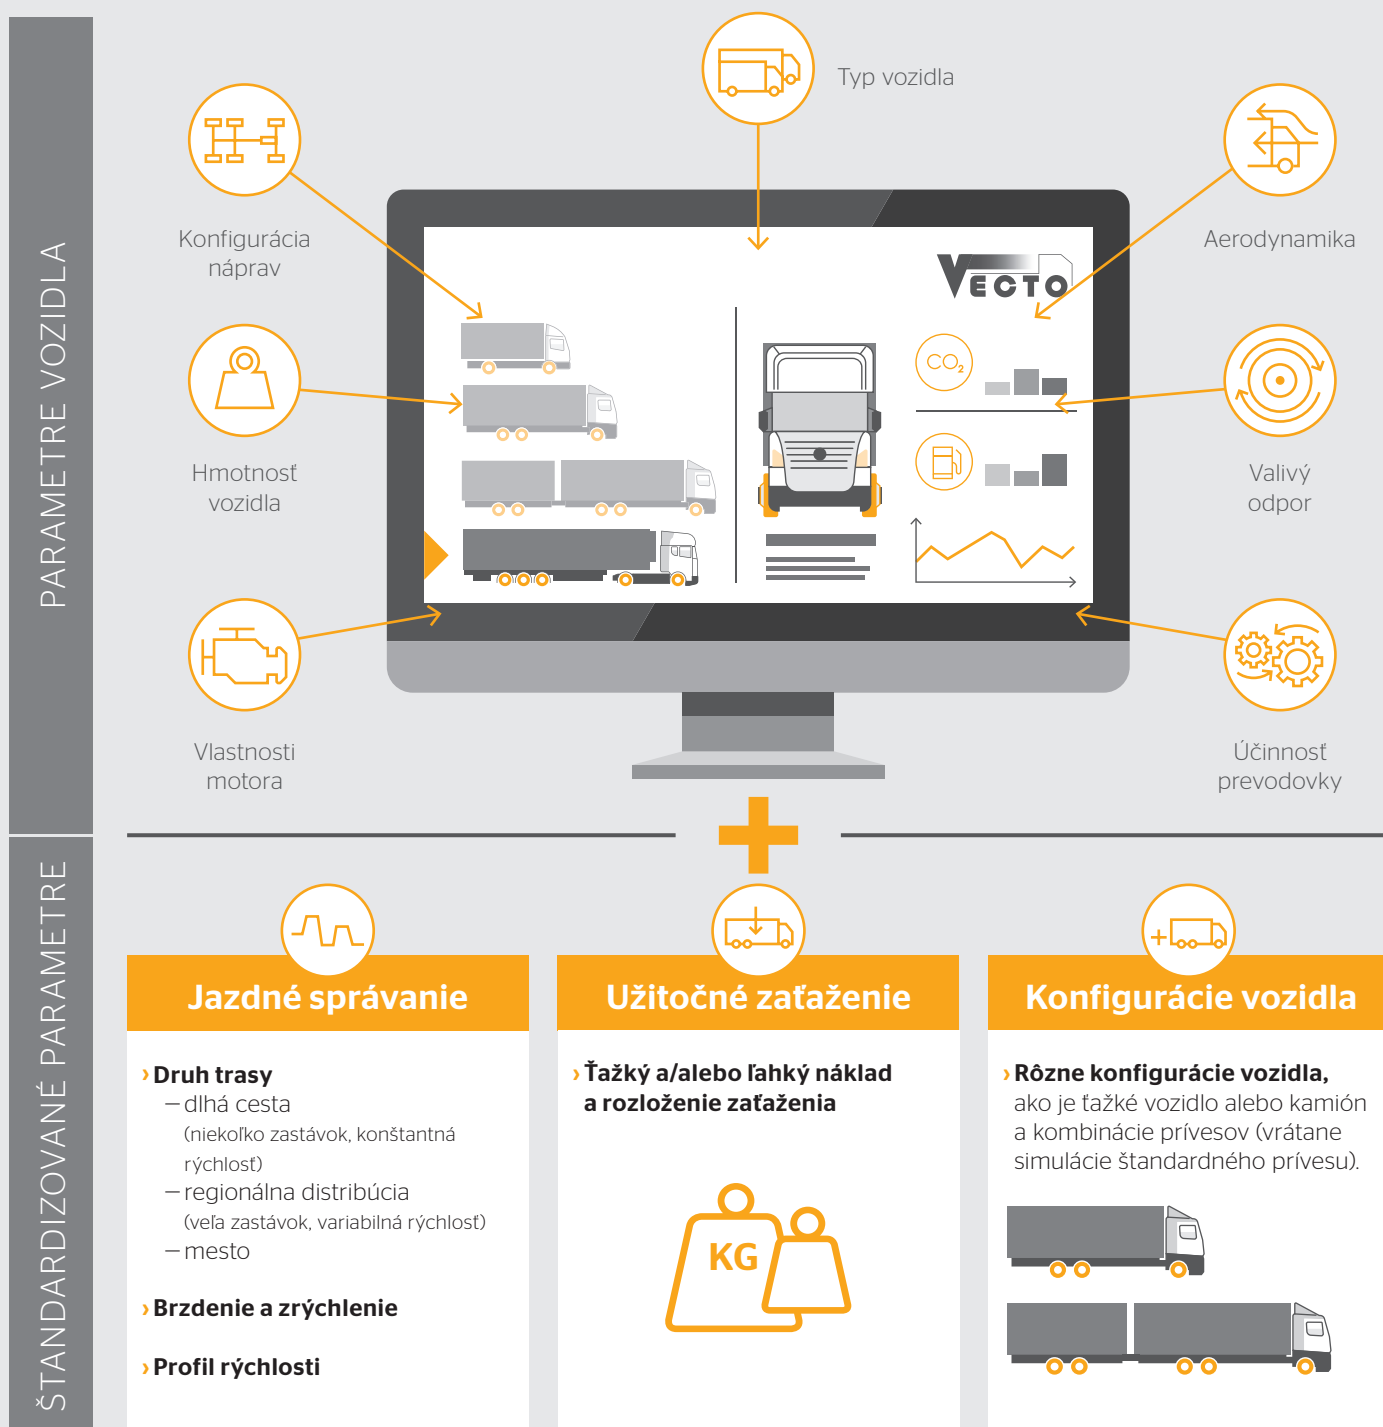 PARAMETRE VOZIDLA
Typ vozidla
Konfigurácia
náprav
Aerodynamika
VECTO
CO2
Hmotnosť
vozidla
Valivý
odpor
Vlastnosti
motora
Účinnosť
prevodovky
ŠTANDARDIZOVANÉ PARAMETRE
Jazdné správanie
› Druh trasy
– dlhá cesta
(niekoľko zastávok, konštantná
rýchlosť)
– regionálna distribúcia
(veľa zastávok, variabilná rýchlosť)
– mesto
› Brzdenie a zrýchlenie
› Profil rýchlosti
Užitočné zaťaženie
› Ťažký a/alebo ľahký náklad
a rozloženie zaťaženia
KG
Konfigurácie vozidla
› Rôzne konfigurácie vozidla,
ako je ťažké vozidlo alebo kamión
a kombinácie prívesov (vrátane
simulácie štandardného prívesu).